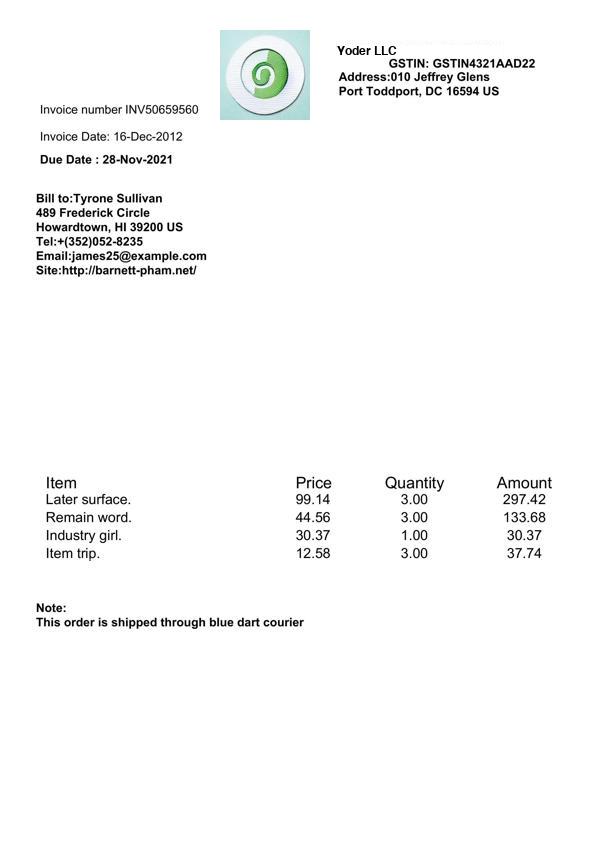 Yoder LLC
GSTIN: GSTIN4321AAD22
Address:010 Jeffrey Glens
Port Toddport, DC 16594 US
Invoice number INV50659560
Invoice Date: 16-Dec-2012
Due Date : 28-Nov-2021
Bill to:Tyrone Sullivan
489 Frederick Circle
Howardtown, HI 39200 US
Tel:+(352)052-8235
Email:james25@example.com
Site:http://barnett-pham.net/
Item Price Quantity Amount
Later surface. 99.14 3.00 297.42
Remain word. 44.56 3.00 133.68
Industry girl. 30.37 1.00 30.37
Item trip. 12.58 3.00 37.74
Note:
This order is shipped through blue dart courier